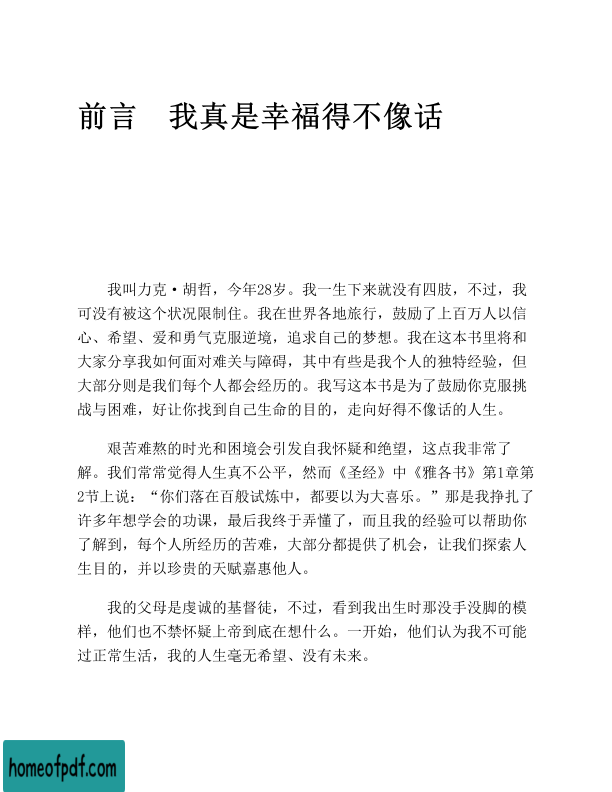 前言　我真是幸福得不像话
我叫力克·胡哲，今年28岁。我一生下来就没有四肢，不过，我
可没有被这个状况限制住。我在世界各地旅行，鼓励了上百万人以信
心、希望、爱和勇气克服逆境，追求自己的梦想。我在这本书里将和
大家分享我如何面对难关与障碍，其中有些是我个人的独特经验，但
大部分则是我们每个人都会经历的。我写这本书是为了鼓励你克服挑
战与困难，好让你找到自己生命的目的，走向好得不像话的人生。
艰苦难熬的时光和困境会引发自我怀疑和绝望，这点我非常了
解。我们常常觉得人生真不公平，然而《圣经》中《雅各书》第1章第
2节上说：“你们落在百般试炼中，都要以为大喜乐。”那是我挣扎了
许多年想学会的功课，最后我终于弄懂了，而且我的经验可以帮助你
了解到，每个人所经历的苦难，大部分都提供了机会，让我们探索人
生目的，并以珍贵的天赋嘉惠他人。
我的父母是虔诚的基督徒，不过，看到我出生时那没手没脚的模
样，他们也不禁怀疑上帝到底在想什么。一开始，他们认为我不可能
过正常生活，我的人生毫无希望、没有未来。
homeofpdf.com